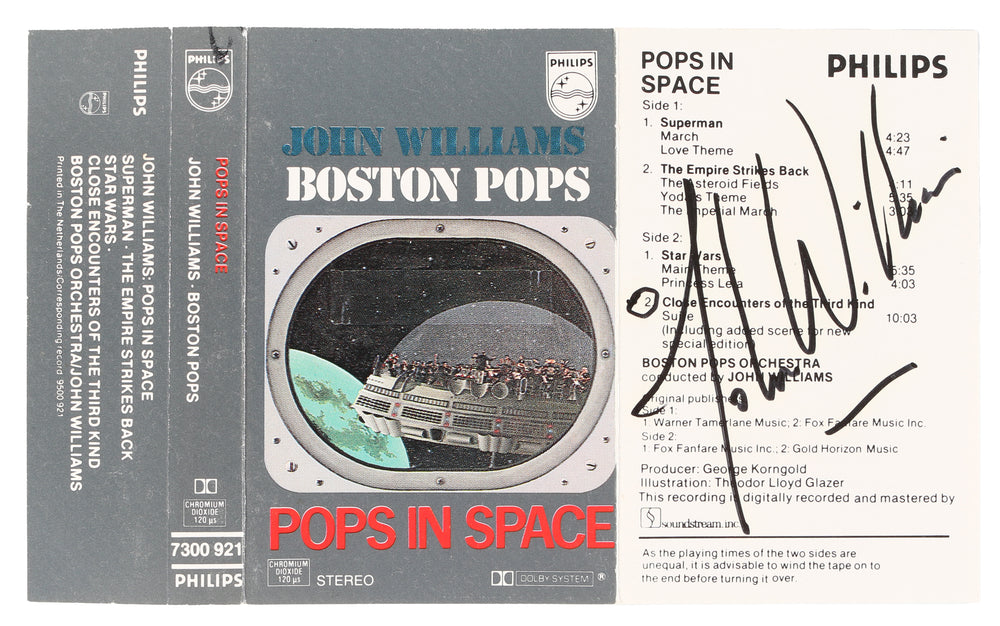 PHILIPS
JOHN WILLIAMS: POPS IN SPACE
SUPERMAN · THE EMPIRE STRIKES BACK
STAR WARS ·
CLOSE ENCOUNTERS OF THE THIRD KIND
BOSTON POPS ORCHESTRA/JOHN WILLIAMS
Printed in The Netherlands/Corresponding record 9500 921
PHILIPS
POPS IN SPACE
JOHN WILLIAMS · BOSTON POPS
CHROMIUM
DIOXIDE
120 µs
7300 921
PHILIPS
PHILIPS
JOHN WILLIAMS
BOSTON POPS
POPS IN SPACE
CHROMIUM
DIOXIDE
120 µs
STEREO
DOLBY SYSTEM ®
POPS IN
SPACE
PHILIPS
Side 1:
1. Superman
March 4:23
Love Theme 4:47
2. The Empire Strikes Back
The Asteroid Fields :11
Yoda's Theme 5:35
The Imperial March 3:03
Side 2:
1. Star Wars
Main Theme 5:35
Princess Leia 4:03
2. Close Encounters of the Third Kind
Suite 10:03
(Including added scene for new
special edition)
BOSTON POPS ORCHESTRA
conducted by JOHN WILLIAMS
Original publishers
Side 1:
1. Warner Tamerlane Music; 2: Fox Fanfare Music Inc.
Side 2:
1. Fox Fanfare Music Inc.; 2: Gold Horizon Music
Producer: George Korngold
Illustration: Theodor Lloyd Glazer
This recording is digitally recorded and mastered by
soundstream, inc.
As the playing times of the two sides are
unequal, it is advisable to wind the tape on to
the end before turning it over.
John Williams